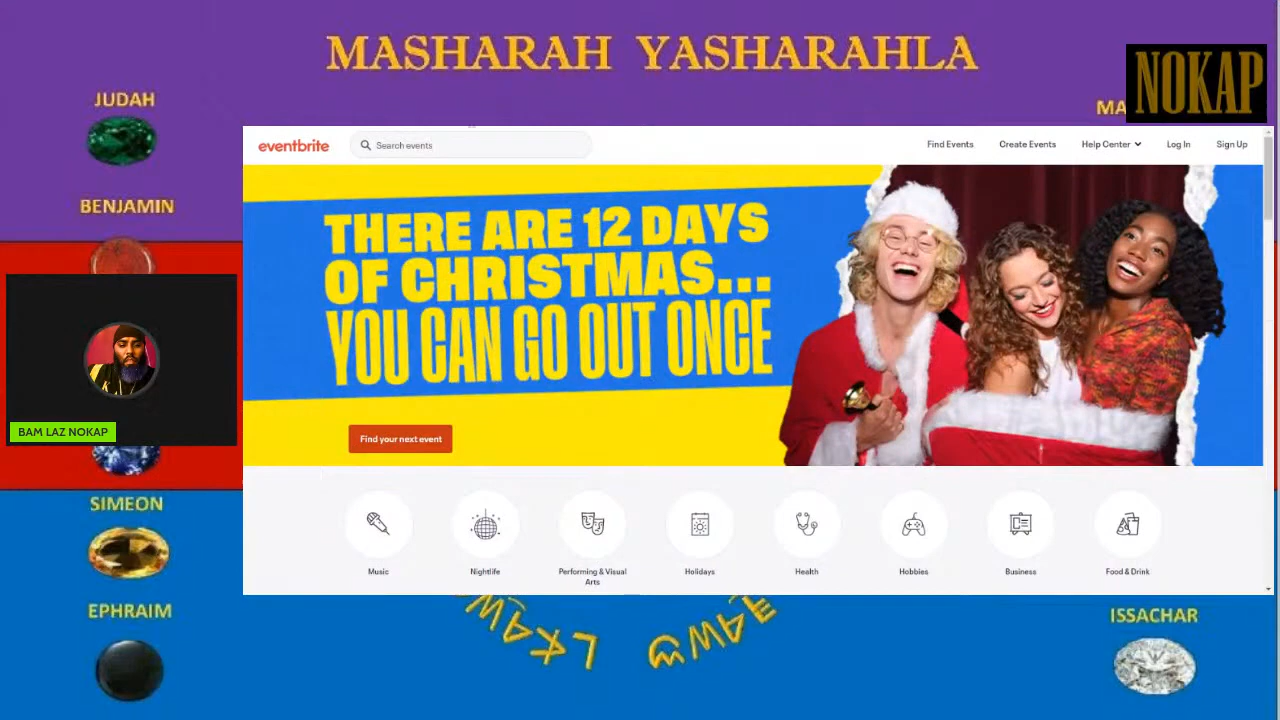 MASHARAH YASHARAHLA
NOKAP
JUDAH
BENJAMIN
BAM LAZ NOKAP
SIMEON
EPHRAIM
ISSACHAR
eventbrite
Search events
Find Events
Create Events
Help Center
Log In
Sign Up
THERE ARE 12 DAYS
OF CHRISTMAS...
YOU CAN GO OUT ONCE
Find your next event
Music
Nightlife
Performing & Visual
Arts
Holidays
Health
Hobbies
Business
Food & Drink